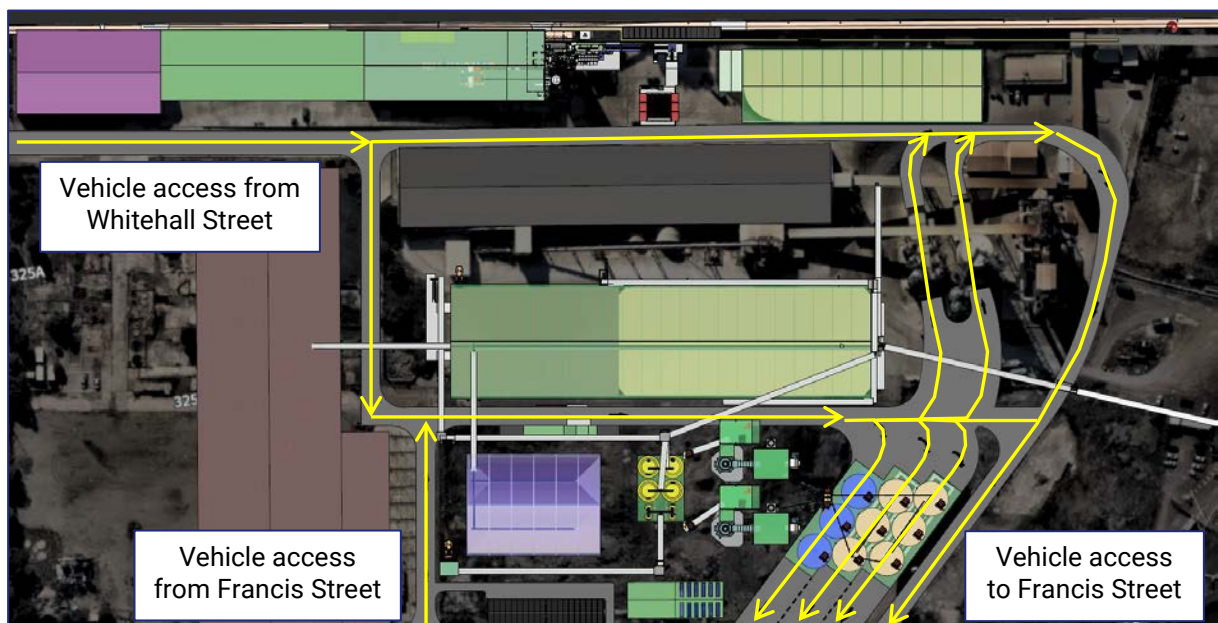 Vehicle access from
Whitehall Street
325A
325
Vehicle access
from Francis Street
Vehicle access
to Francis Street